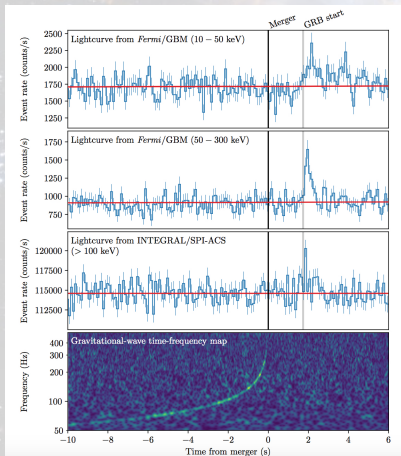 Merger
GRB start
Lightcurve from Fermi/GBM (10 − 50 keV)
Event rate (counts/s)
2500
2250
2000
1750
1500
1250
Lightcurve from Fermi/GBM (50 − 300 keV)
Event rate (counts/s)
1750
1500
1250
1000
750
Lightcurve from INTEGRAL/SPI-ACS
(> 100 keV)
Event rate (counts/s)
120000
117500
115000
112500
Gravitational-wave time-frequency map
Frequency (Hz)
400
300
200
100
50
−10 −8 −6 −4 −2 0 2 4 6
Time from merger (s)